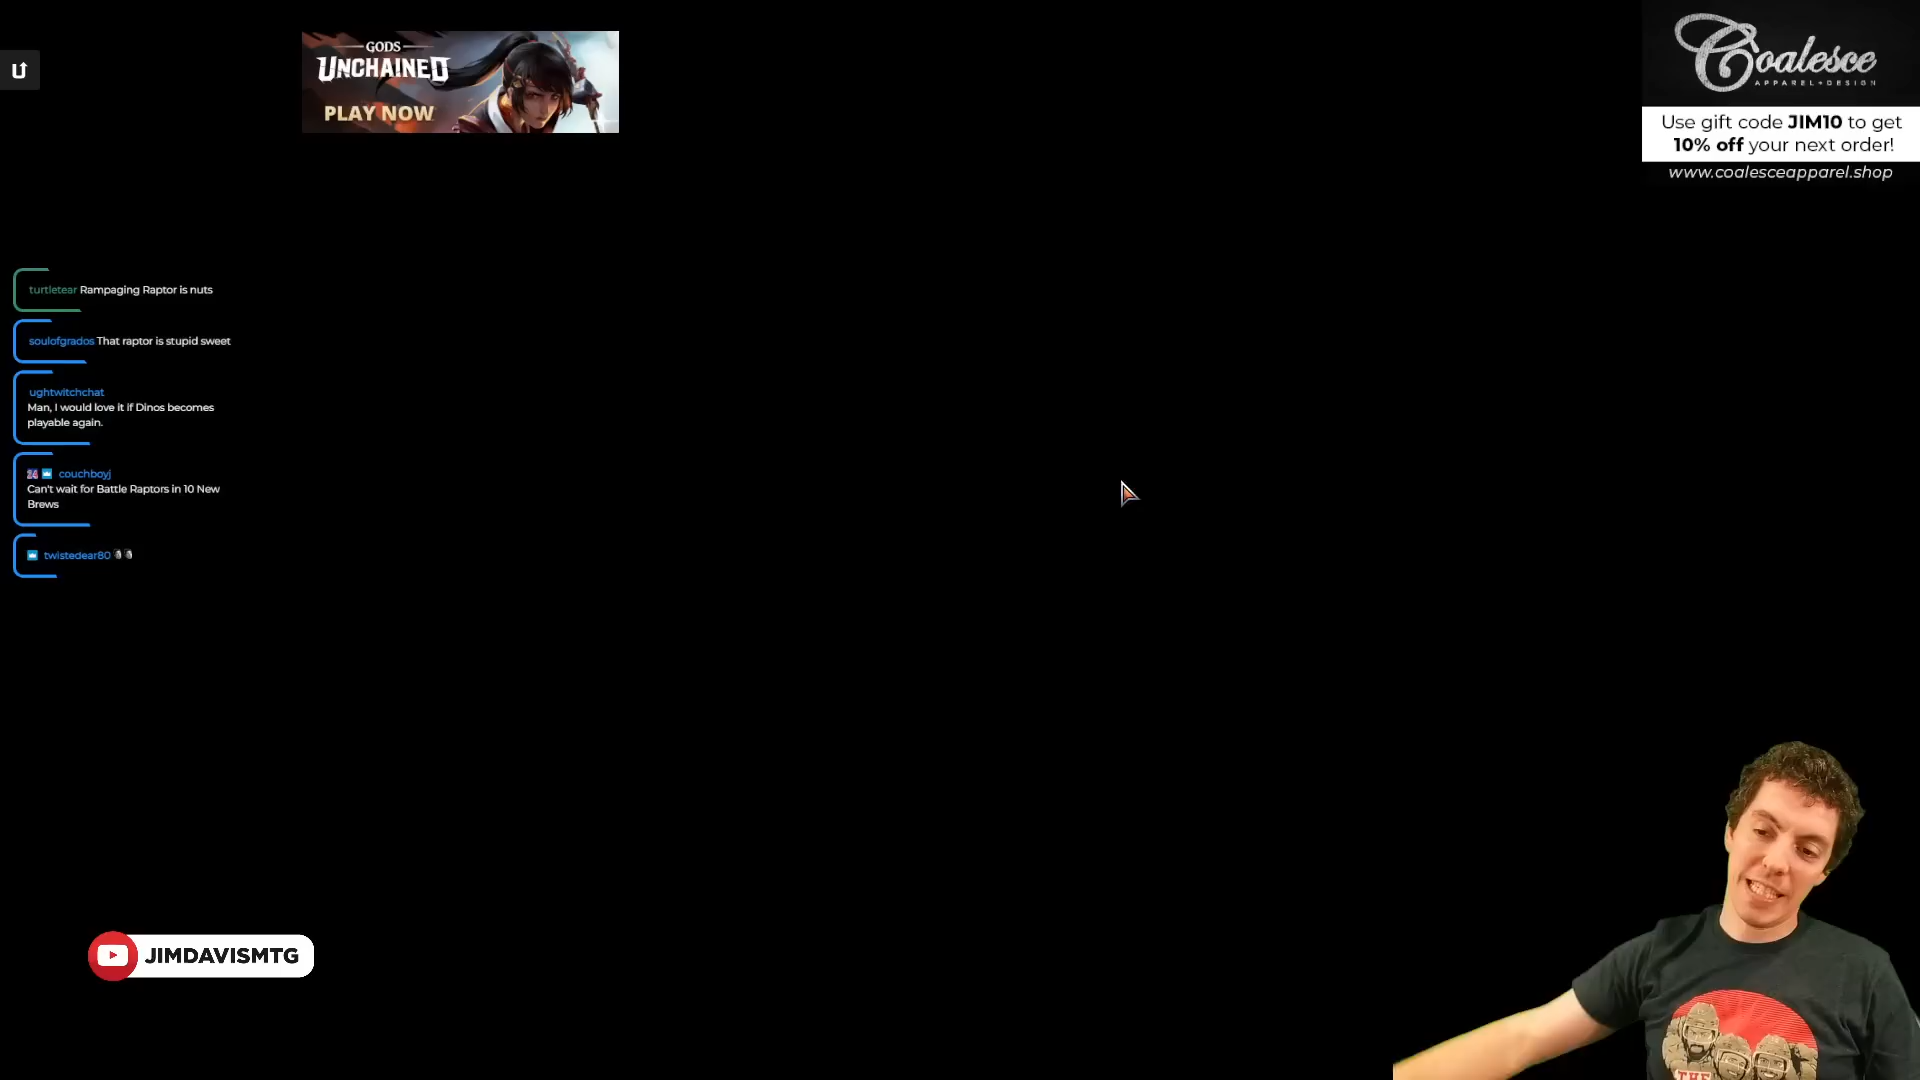 GODS
UNCHAINED
PLAY NOW
Coalesce
APPAREL+DESIGN
Use gift code JIM10 to get
10% off your next order!
www.coalesceapparel.shop
turtletear Rampaging Raptor is nuts
soulofgrados That raptor is stupid sweet
ughtwitchchat
Man, I would love it if Dinos becomes
playable again.
24 couchboyj
Can't wait for Battle Raptors in 10 New
Brews
twistedear80
JIMDAVISMTG
THE